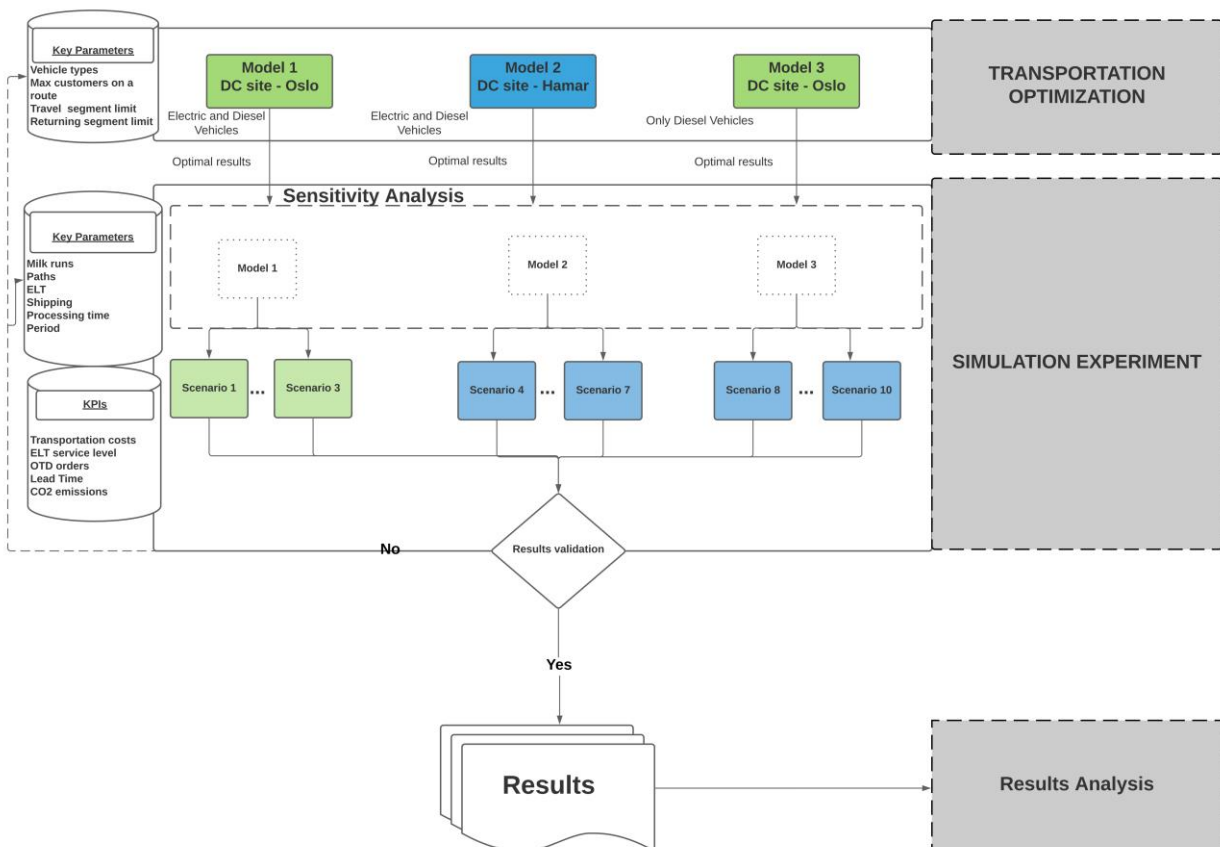 Key Parameters
Vehicle types
Max customers on a
route
Travel segment limit
Returning segment limit
Model 1
DC site - Oslo
Model 2
DC site - Hamar
Model 3
DC site - Oslo
TRANSPORTATION
OPTIMIZATION
Electric and Diesel
Vehicles
Electric and Diesel
Vehicles
Only Diesel Vehicles
Optimal results
Optimal results
Optimal results
Sensitivity Analysis
Key Parameters
Milk runs
Paths
ELT
Shipping
Processing time
Period
Model 1
Model 2
Model 3
SIMULATION EXPERIMENT
Scenario 1
...
Scenario 3
Scenario 4
...
Scenario 7
Scenario 8
...
Scenario 10
KPIs
Transportation costs
ELT service level
OTD orders
Lead Time
CO2 emissions
No
Results validation
Yes
Results
Results Analysis